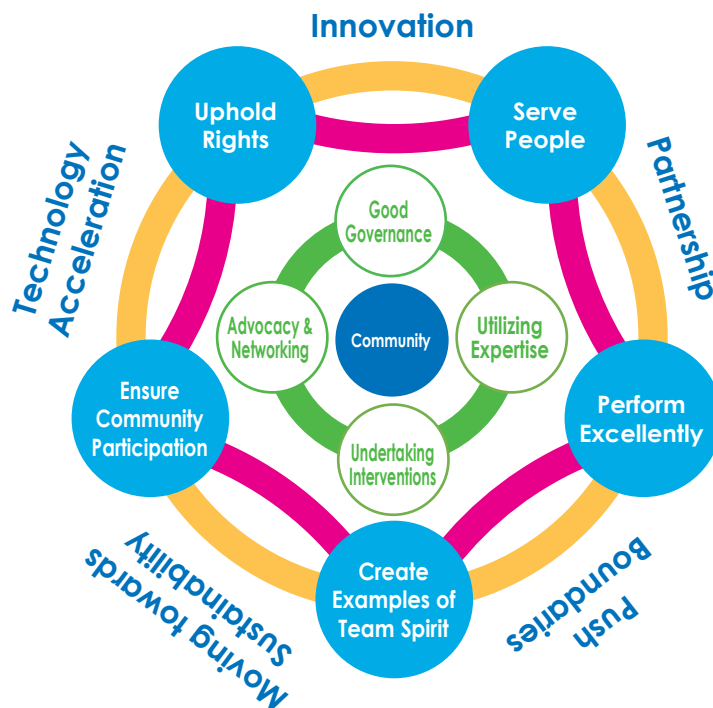 Innovation
Uphold
Rights
Serve
People
Technology
Acceleration
Partnership
Good
Governance
Advocacy &
Networking
Community
Utilizing
Expertise
Ensure
Community
Participation
Perform
Excellently
Undertaking
Interventions
Create
Examples of
Team Spirit
Moving towards
Sustainability
Push
Boundaries